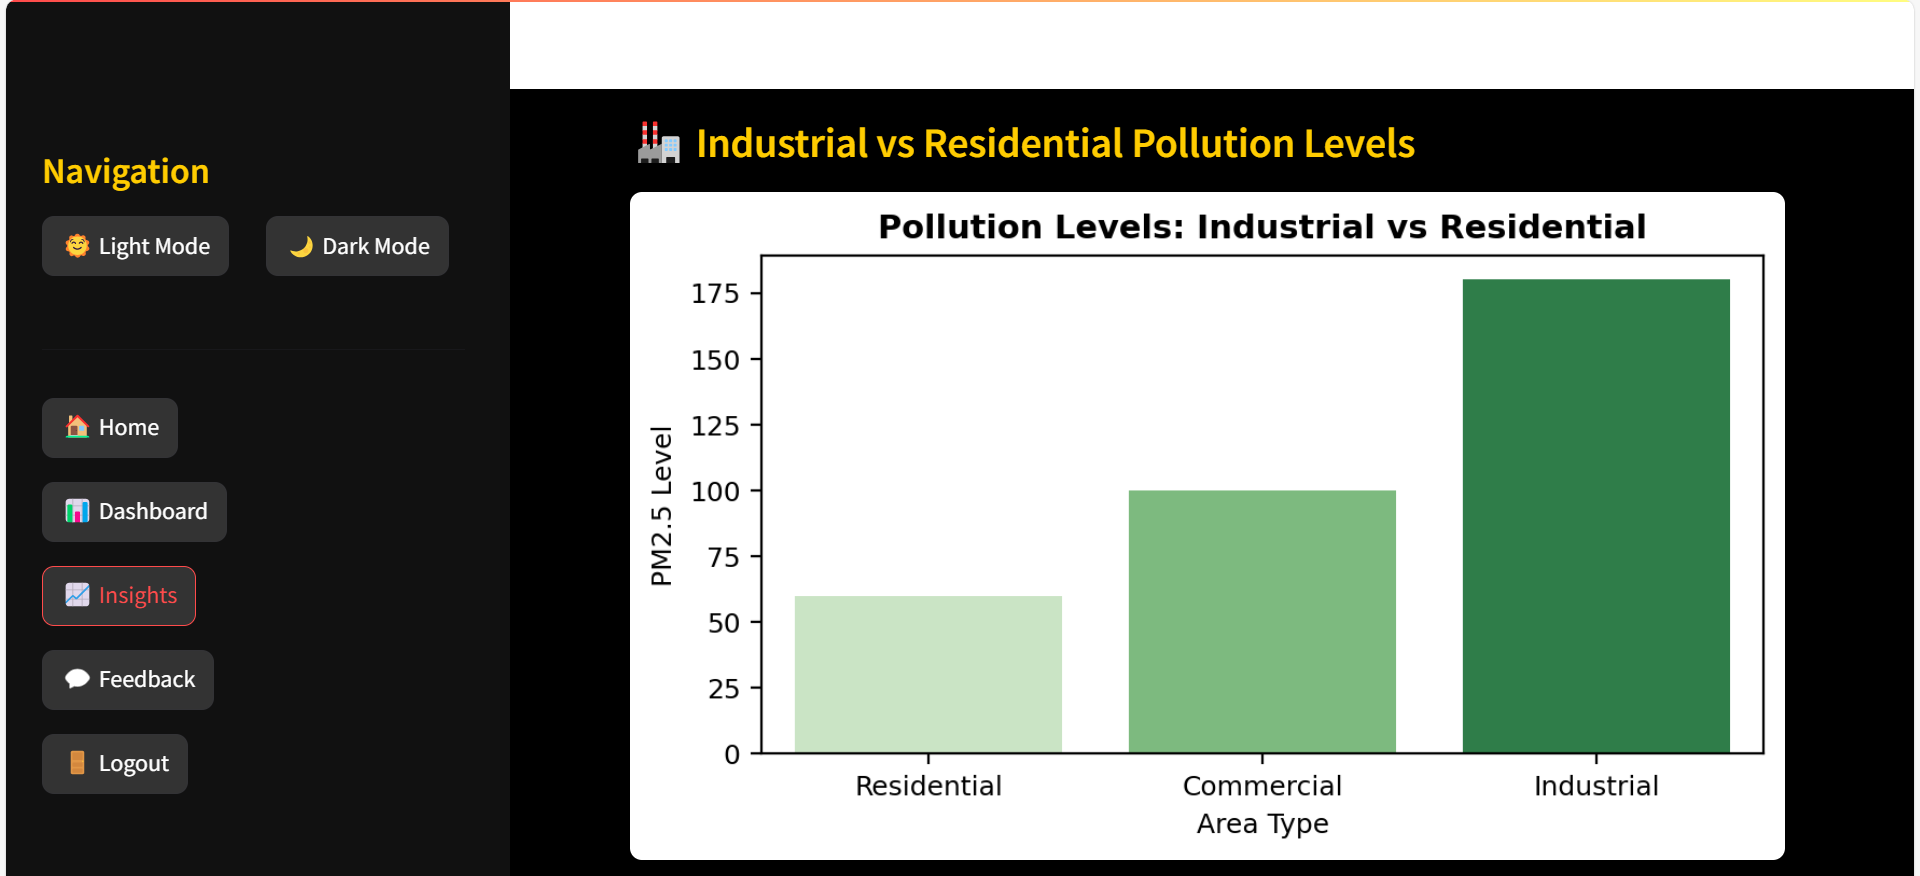 Navigation
Light Mode
Dark Mode
Home
Dashboard
Insights
Feedback
Logout
Industrial vs Residential Pollution Levels
Pollution Levels: Industrial vs Residential
PM2.5 Level
175
150
125
100
75
50
25
0
Residential
Commercial
Industrial
Area Type